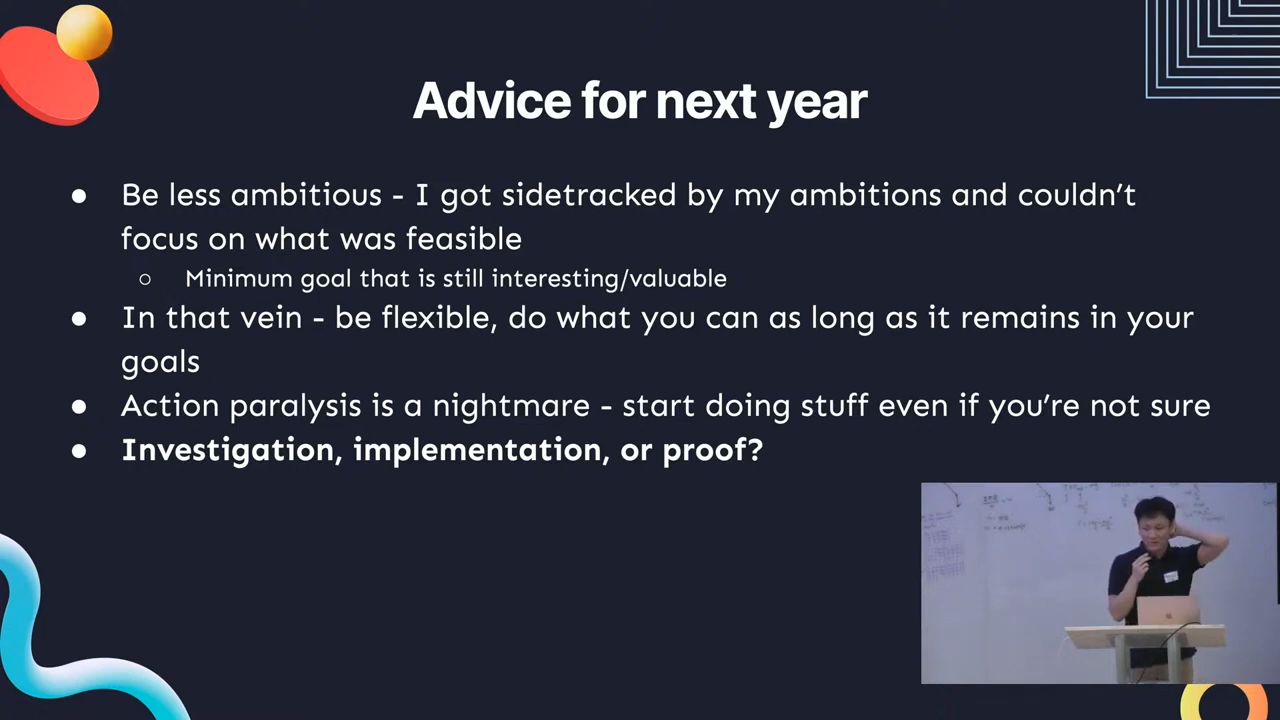 Advice for next year
● Be less ambitious - I got sidetracked by my ambitions and couldn't
focus on what was feasible
○ Minimum goal that is still interesting/valuable
● In that vein - be flexible, do what you can as long as it remains in your
goals
● Action paralysis is a nightmare - start doing stuff even if you're not sure
● Investigation, implementation, or proof?